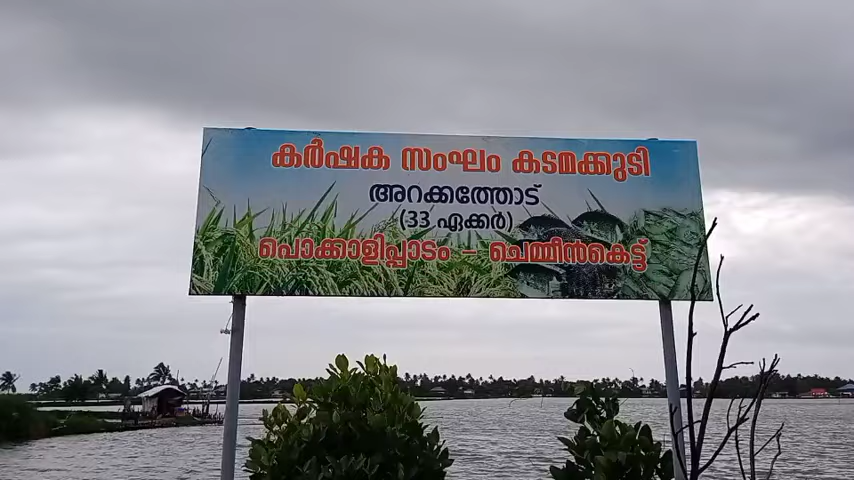 കർഷക സംഘം കടമക്കുടി
അറക്കത്തോട്
(33 ഏക്കർ)
പൊക്കാളിപ്പാടം - ചെമ്മീൻകെട്ട്